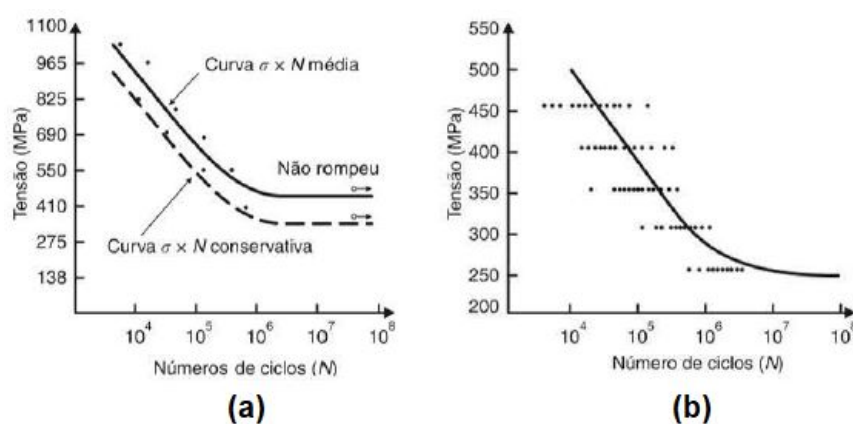 1100
965
825
690
550
410
275
138
Tensão (MPa)
Curva σ × N média
Não rompeu
Curva σ × N conservativa
10⁴ 10⁵ 10⁶ 10⁷ 10⁸
Números de ciclos (N)
(a)
550
500
450
400
350
300
250
200
Tensão (MPa)
10⁴ 10⁵ 10⁶ 10⁷ 10⁸
Número de ciclos (N)
(b)